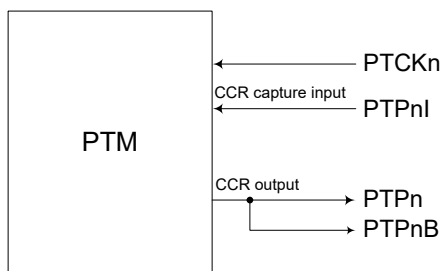 PTCKn
CCR capture input
PTPnI
PTM
CCR output
PTPn
PTPnB